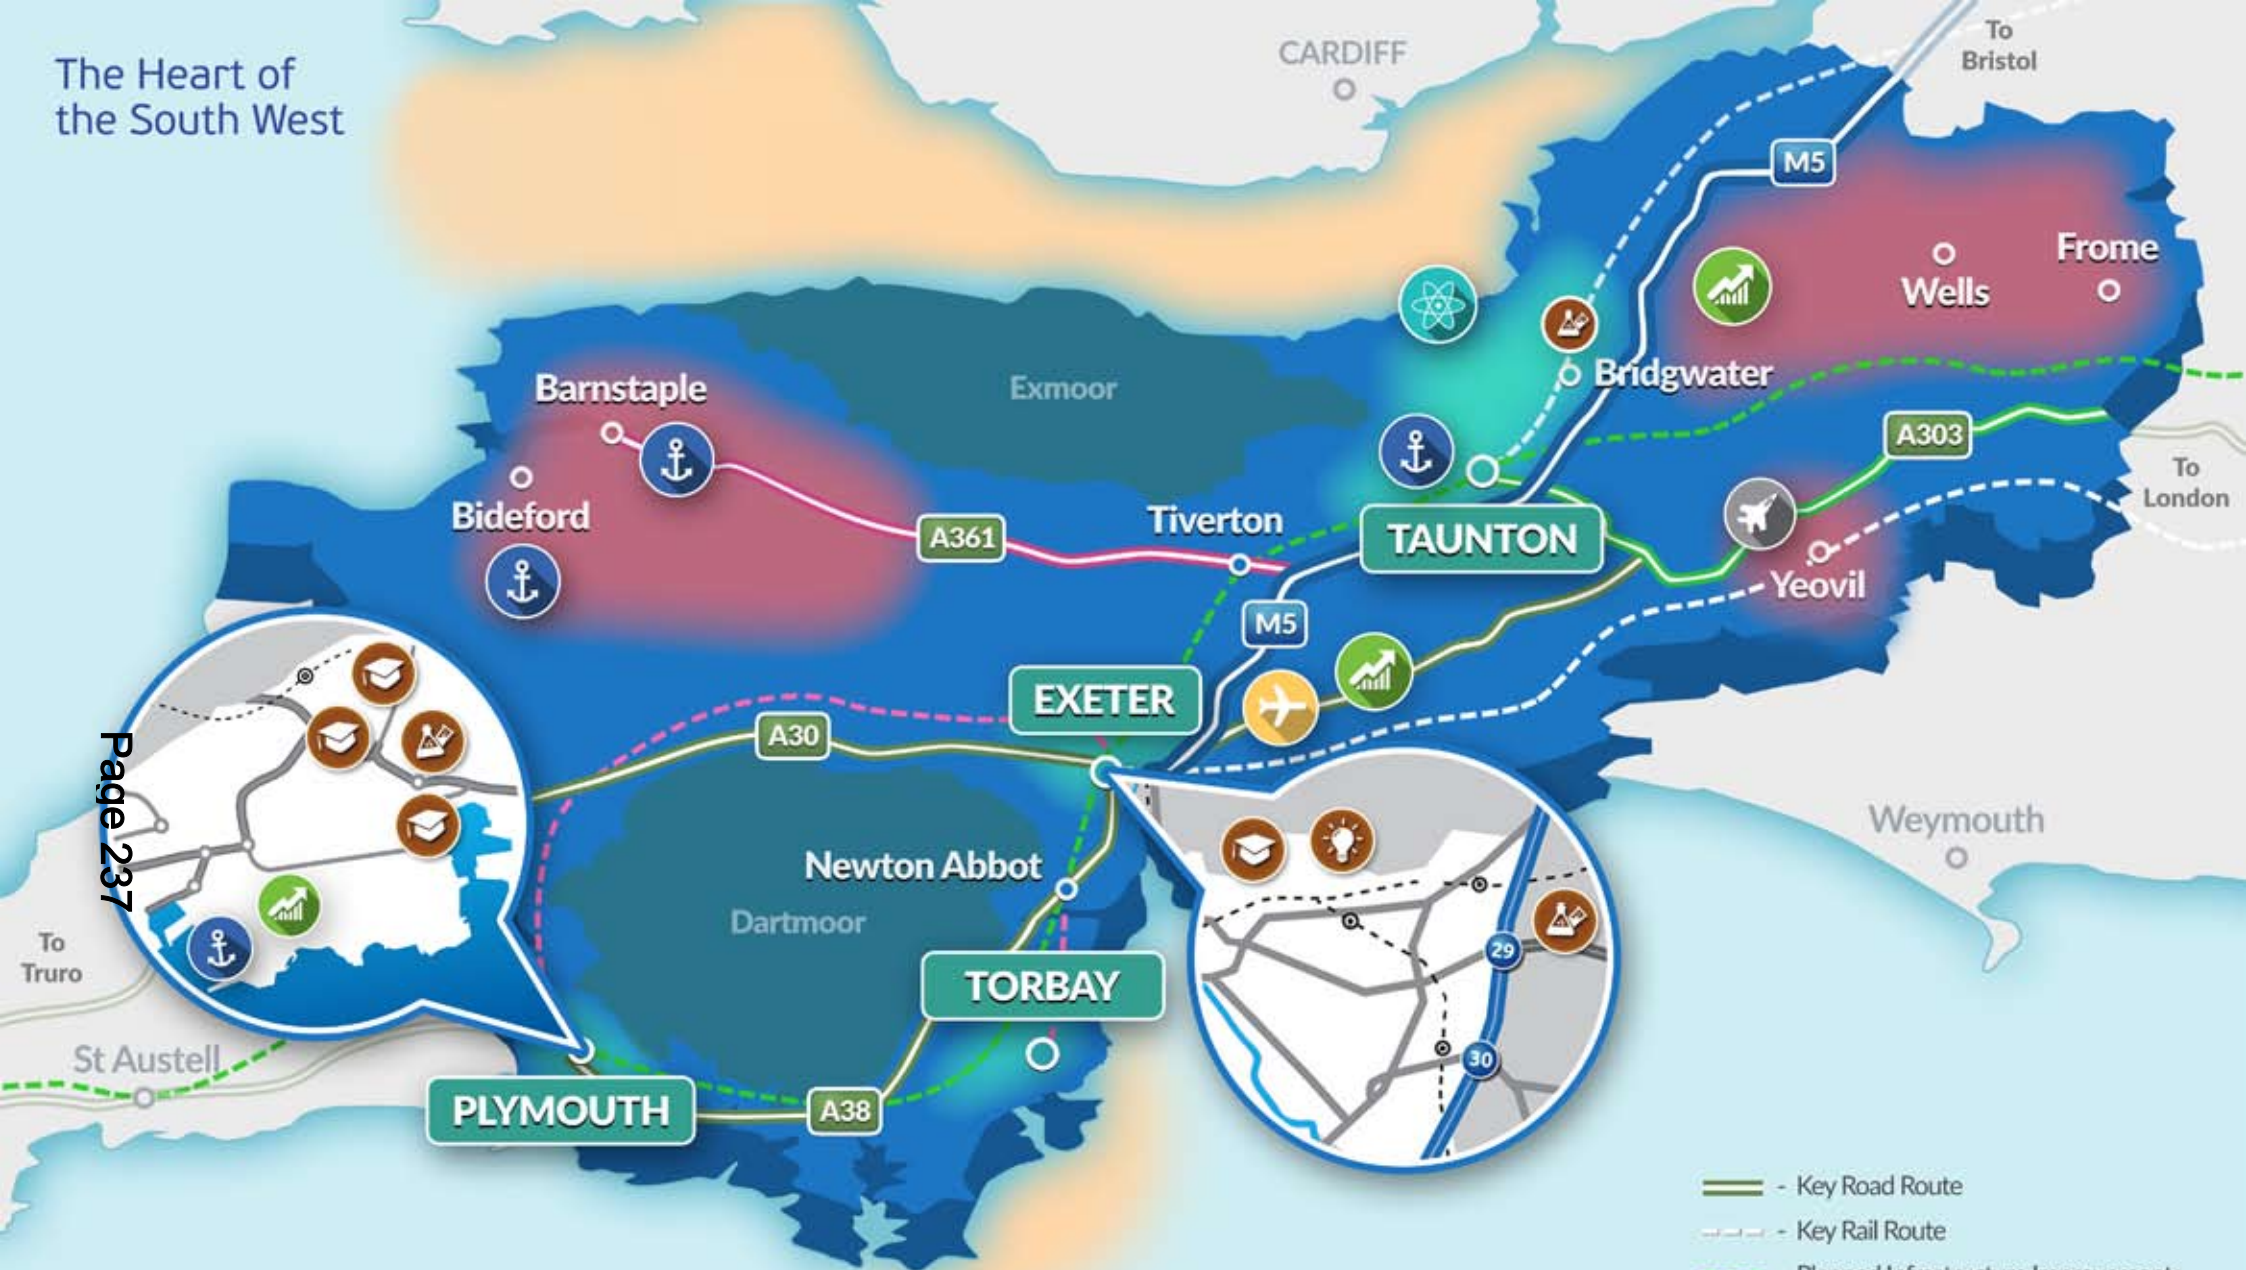 The Heart of
the South West
CARDIFF
To
Bristol
M5
Frome
Wells
Bridgwater
Barnstaple
Exmoor
A303
To
London
Bideford
Tiverton
A361
TAUNTON
Yeovil
M5
EXETER
A30
Page 237
Weymouth
Newton Abbot
Dartmoor
To
Truro
29
TORBAY
St Austell
30
PLYMOUTH
A38
- Key Road Route
- Key Rail Route